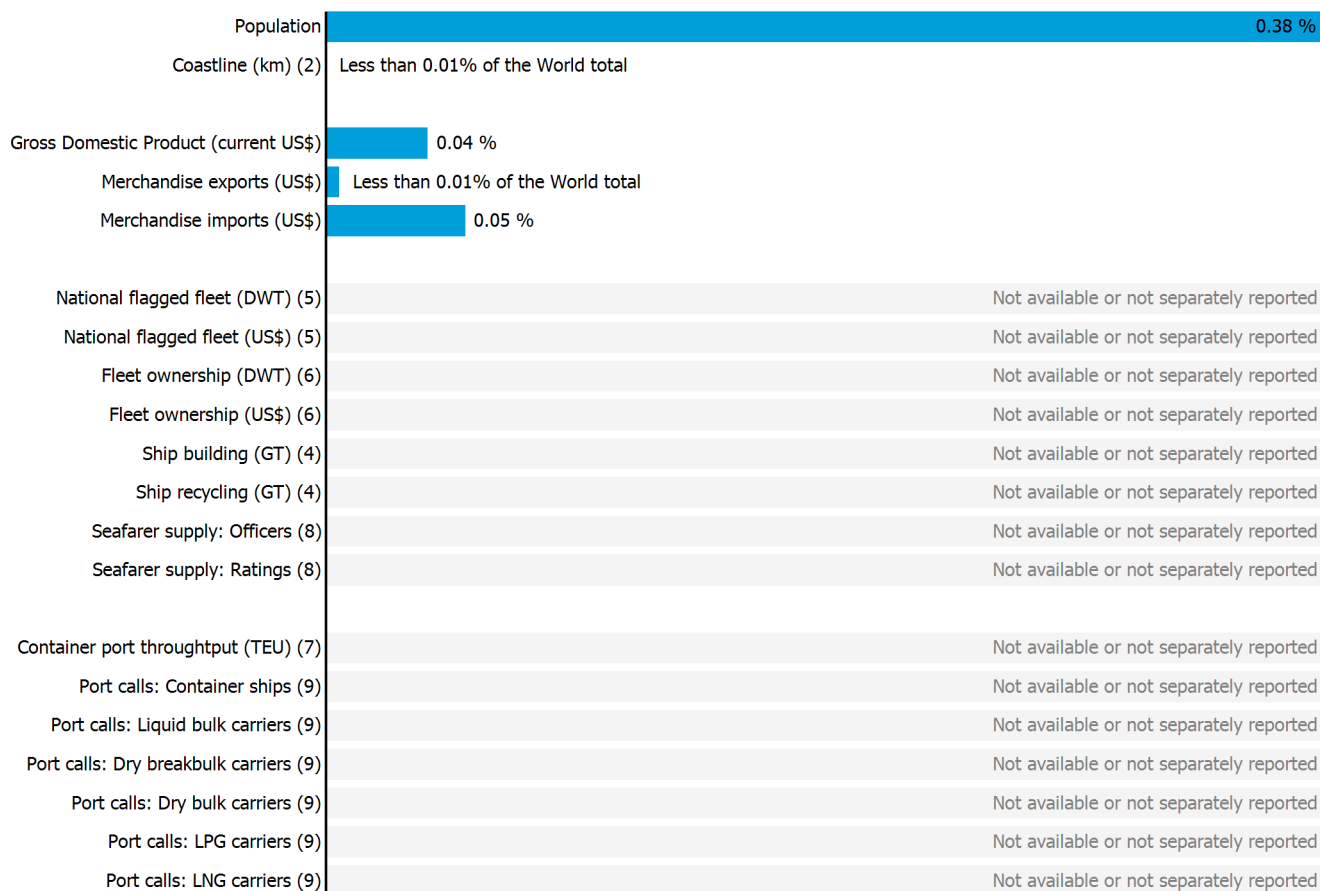 Population 0.38 %
Coastline (km) (2) Less than 0.01% of the World total
Gross Domestic Product (current US$) 0.04 %
Merchandise exports (US$) Less than 0.01% of the World total
Merchandise imports (US$) 0.05 %
National flagged fleet (DWT) (5) Not available or not separately reported
National flagged fleet (US$) (5) Not available or not separately reported
Fleet ownership (DWT) (6) Not available or not separately reported
Fleet ownership (US$) (6) Not available or not separately reported
Ship building (GT) (4) Not available or not separately reported
Ship recycling (GT) (4) Not available or not separately reported
Seafarer supply: Officers (8) Not available or not separately reported
Seafarer supply: Ratings (8) Not available or not separately reported
Container port throughtput (TEU) (7) Not available or not separately reported
Port calls: Container ships (9) Not available or not separately reported
Port calls: Liquid bulk carriers (9) Not available or not separately reported
Port calls: Dry breakbulk carriers (9) Not available or not separately reported
Port calls: Dry bulk carriers (9) Not available or not separately reported
Port calls: LPG carriers (9) Not available or not separately reported
Port calls: LNG carriers (9) Not available or not separately reported